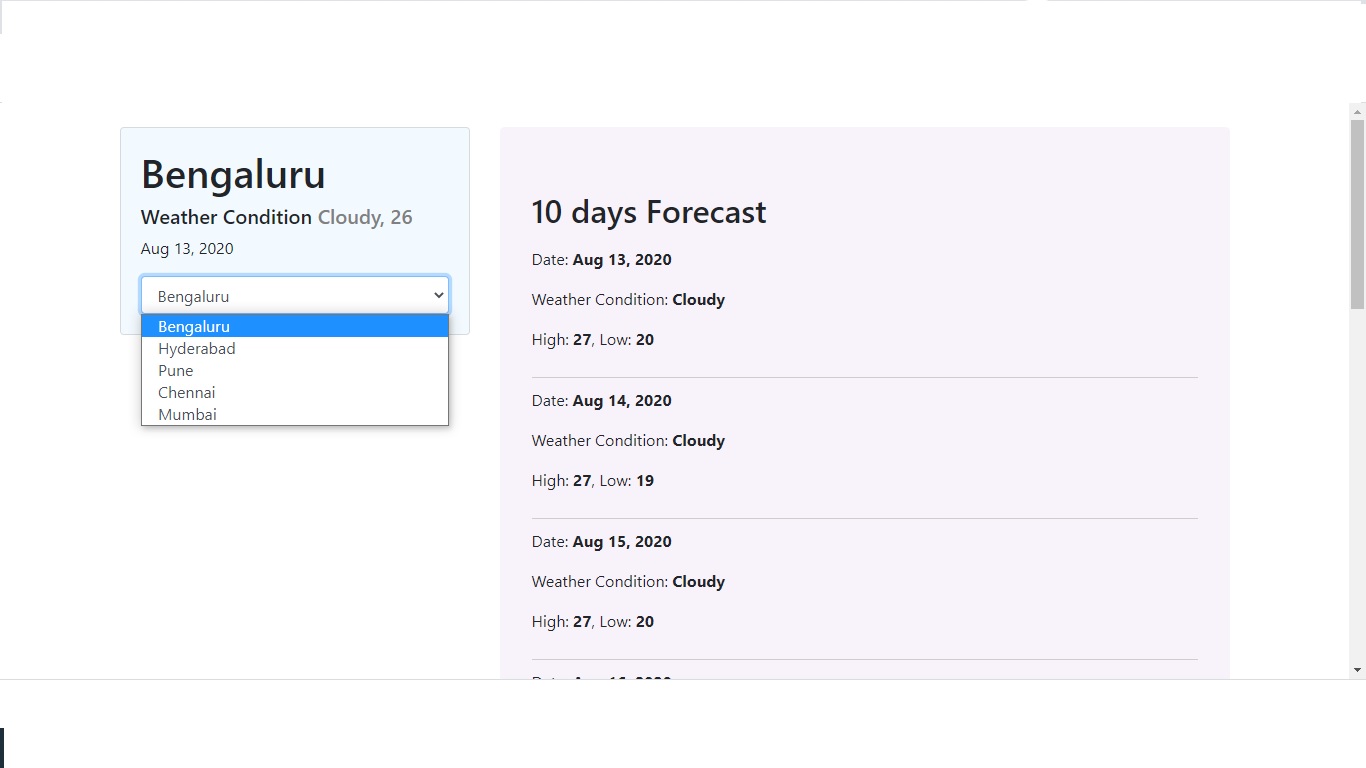 Bengaluru
Weather Condition Cloudy, 26
Aug 13, 2020
Bengaluru
Bengaluru
Hyderabad
Pune
Chennai
Mumbai
10 days Forecast
Date: Aug 13, 2020
Weather Condition: Cloudy
High: 27, Low: 20
Date: Aug 14, 2020
Weather Condition: Cloudy
High: 27, Low: 19
Date: Aug 15, 2020
Weather Condition: Cloudy
High: 27, Low: 20